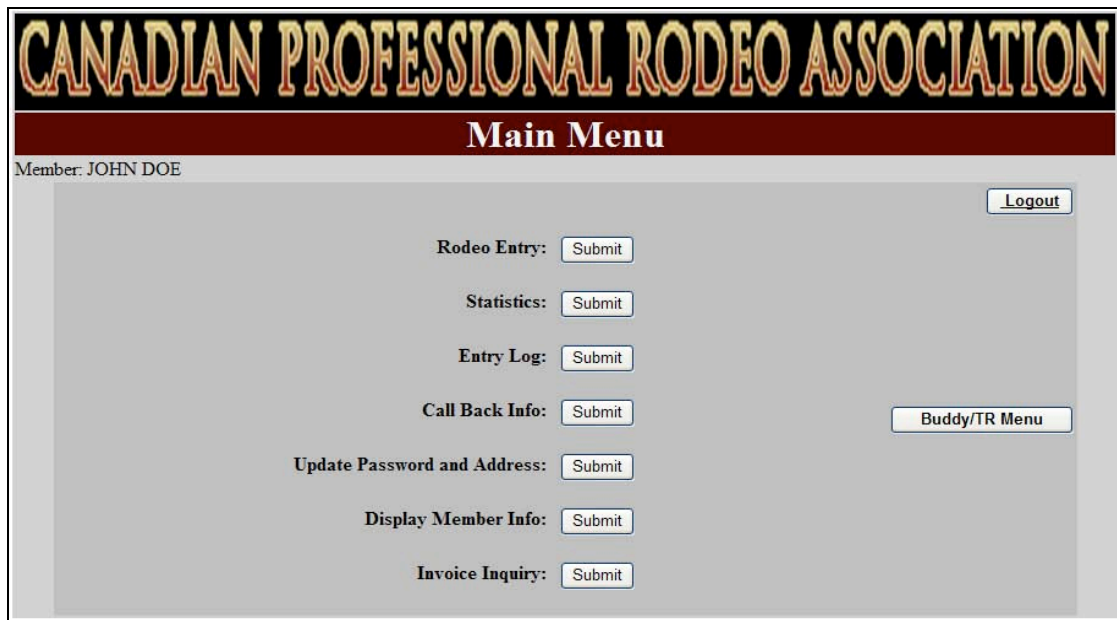 CANADIAN PROFESSIONAL RODEO ASSOCIATION
Main Menu
Member: JOHN DOE
Logout
Rodeo Entry: Submit
Statistics: Submit
Entry Log: Submit
Call Back Info: Submit
Buddy/TR Menu
Update Password and Address: Submit
Display Member Info: Submit
Invoice Inquiry: Submit